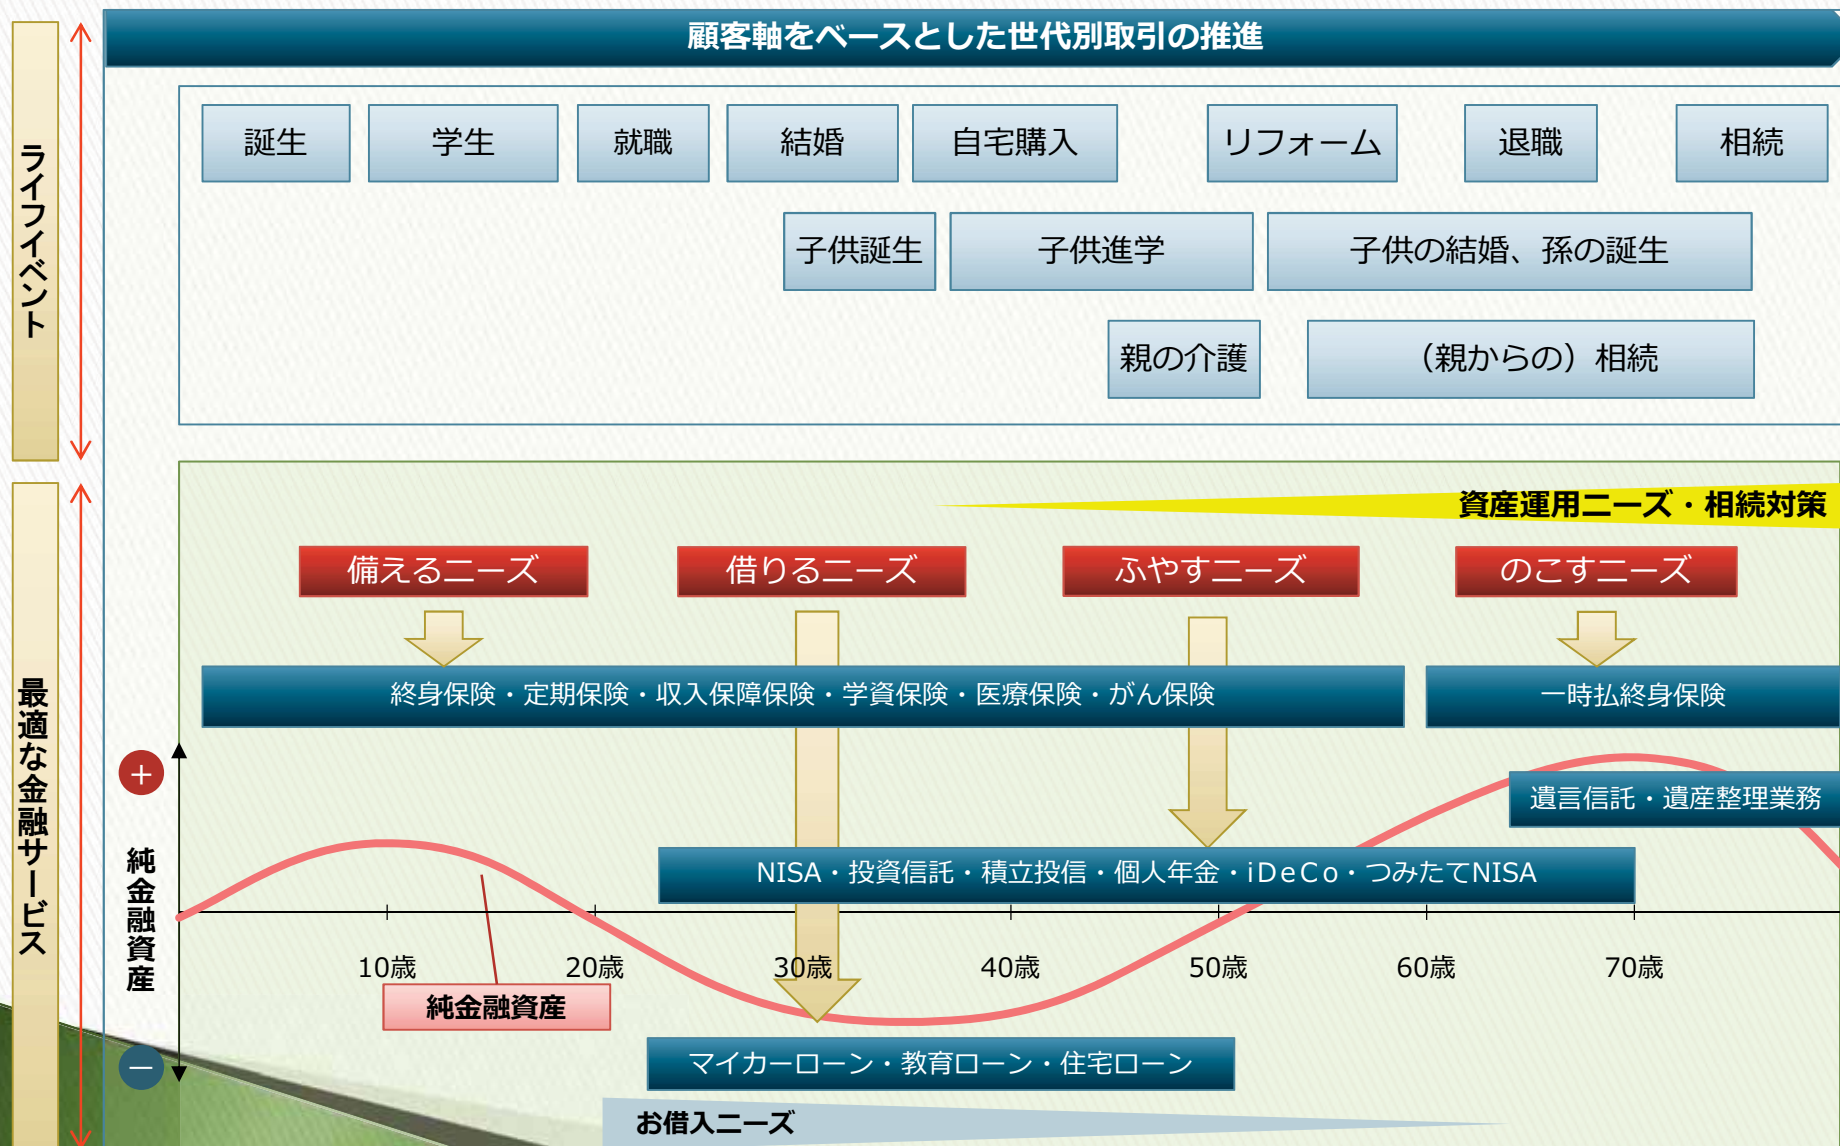 顧客軸をベースとした世代別取引の推進
ライフイベント
誕生
学生
就職
結婚
自宅購入
リフォーム
退職
相続
子供誕生
子供進学
子供の結婚、孫の誕生
親の介護
（親からの）相続
最適な金融サービス
資産運用ニーズ・相続対策
備えるニーズ
借りるニーズ
ふやすニーズ
のこすニーズ
終身保険・定期保険・収入保障保険・学資保険・医療保険・がん保険
一時払終身保険
＋
遺言信託・遺産整理業務
純金融資産
NISA・投資信託・積立投信・個人年金・iDeCo・つみたてNISA
10歳
20歳
30歳
40歳
50歳
60歳
70歳
純金融資産
－
マイカーローン・教育ローン・住宅ローン
お借入ニーズ